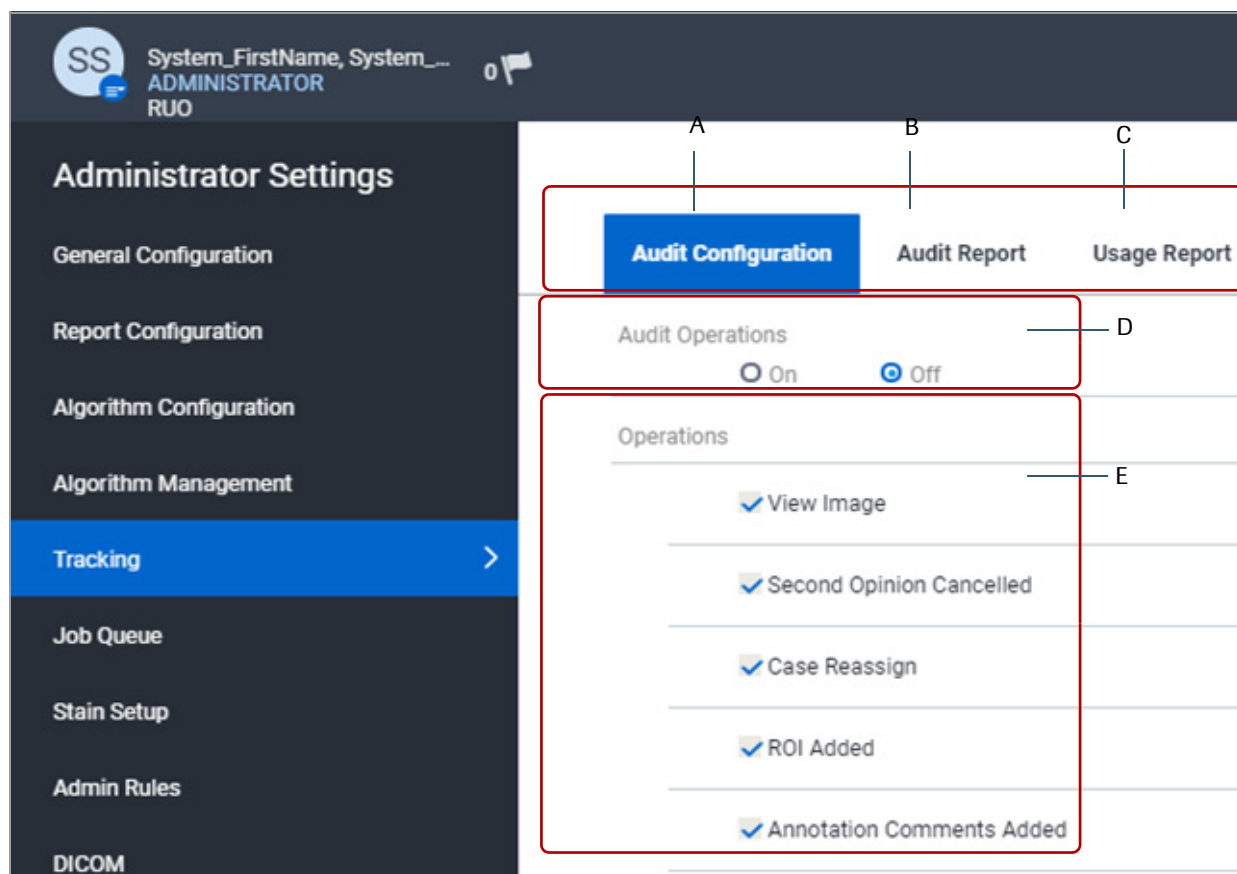 SS
System_FirstName, System_...
ADMINISTRATOR
RUO
0
A
B
C
Administrator Settings
General Configuration
Report Configuration
Algorithm Configuration
Algorithm Management
Tracking
Job Queue
Stain Setup
Admin Rules
DICOM
Audit Configuration
Audit Report
Usage Report
Audit Operations
D
On
Off
Operations
E
View Image
Second Opinion Cancelled
Case Reassign
ROI Added
Annotation Comments Added